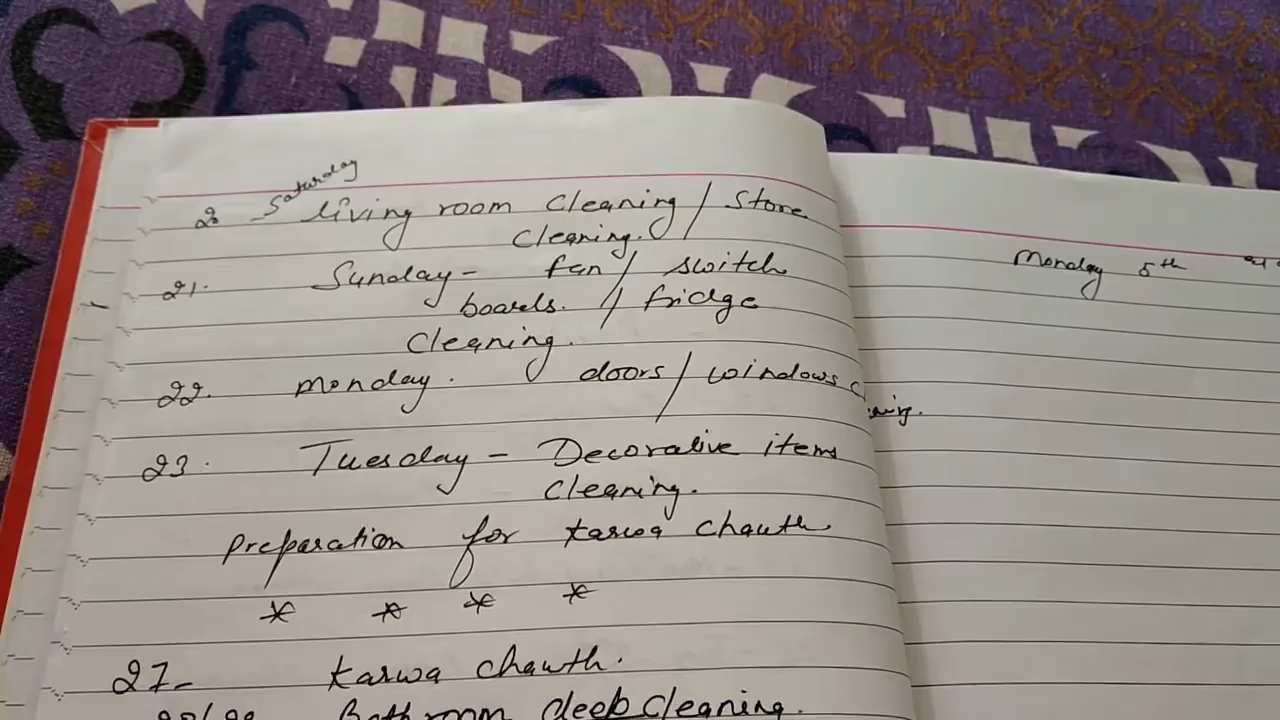 Saturday
20 living room cleaning / Store
cleaning.
21. Sunday - fan / switch
boards. / fridge
cleaning.
22. Monday. doors / windows c
aning.
23. Tuesday - Decorative items
cleaning.
Preparation for karwa chauth
* * * *
27- karwa chauth.
Bathroom deep cleaning.
Monday 5th